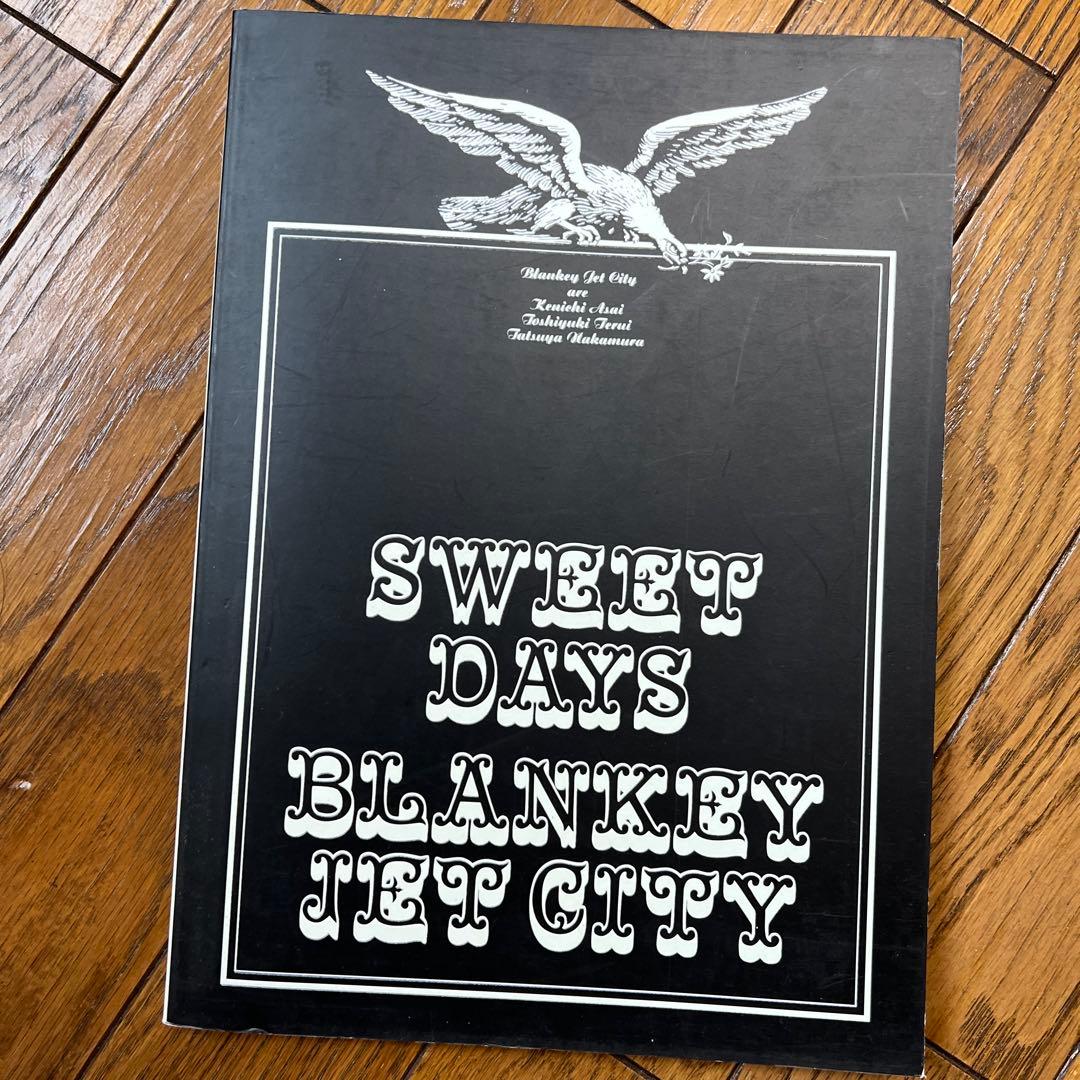 Blankey Jet City
are
Kenichi Asai
Toshiyuki Terui
Tatsuya Nakamura
SWEET
DAYS
BLANKEY
JET CITY